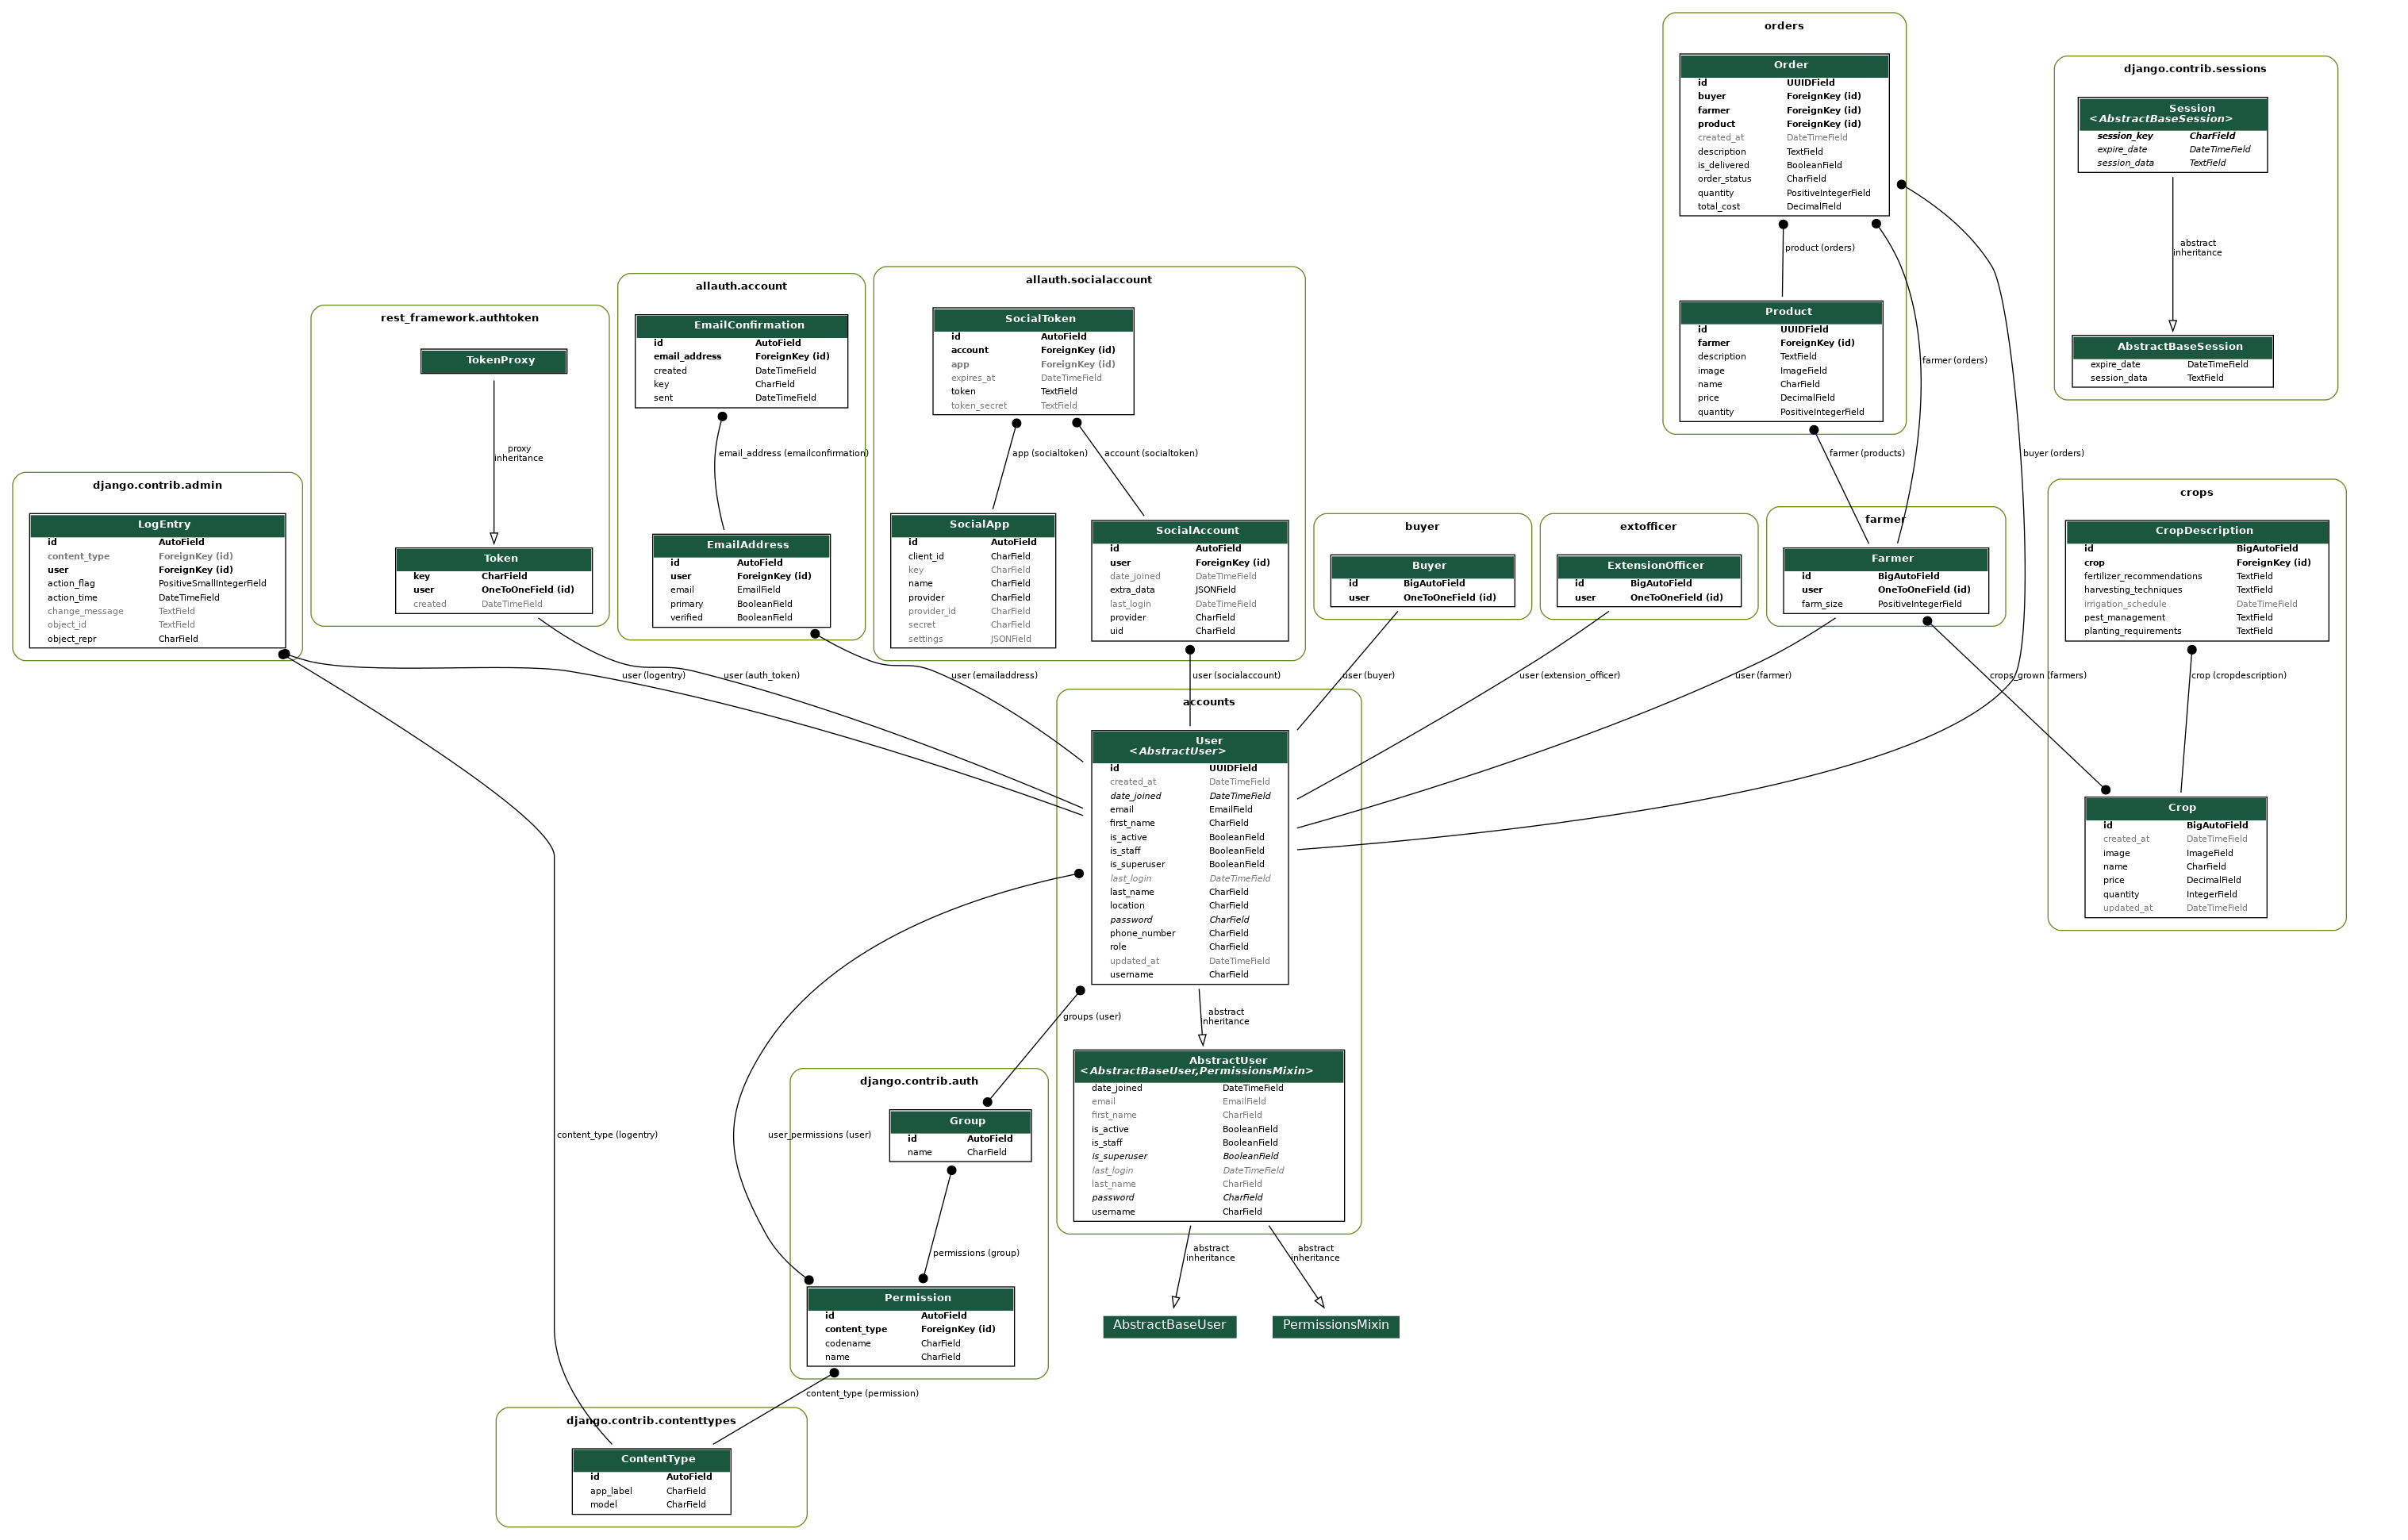 orders
Order
id UUIDField
buyer ForeignKey (id)
farmer ForeignKey (id)
product ForeignKey (id)
created_at DateTimeField
description TextField
is_delivered BooleanField
order_status CharField
quantity PositiveIntegerField
total_cost DecimalField
product (orders)
farmer (orders)
buyer (orders)
Product
id UUIDField
farmer ForeignKey (id)
description TextField
image ImageField
name CharField
price DecimalField
quantity PositiveIntegerField
farmer (products)
django.contrib.sessions
Session
<AbstractBaseSession>
session_key CharField
expire_date DateTimeField
session_data TextField
abstract
inheritance
AbstractBaseSession
expire_date DateTimeField
session_data TextField
allauth.socialaccount
SocialToken
id AutoField
account ForeignKey (id)
app ForeignKey (id)
expires_at DateTimeField
token TextField
token_secret TextField
app (socialtoken)
account (socialtoken)
SocialApp
id AutoField
client_id CharField
key CharField
name CharField
provider CharField
provider_id CharField
secret CharField
settings JSONField
SocialAccount
id AutoField
user ForeignKey (id)
date_joined DateTimeField
extra_data JSONField
last_login DateTimeField
provider CharField
uid CharField
allauth.account
EmailConfirmation
id AutoField
email_address ForeignKey (id)
created DateTimeField
key CharField
sent DateTimeField
email_address (emailconfirmation)
EmailAddress
id AutoField
user ForeignKey (id)
email EmailField
primary BooleanField
verified BooleanField
rest_framework.authtoken
TokenProxy
proxy
inheritance
Token
key CharField
user OneToOneField (id)
created DateTimeField
django.contrib.admin
LogEntry
id AutoField
content_type ForeignKey (id)
user ForeignKey (id)
action_flag PositiveSmallIntegerField
action_time DateTimeField
change_message TextField
object_id TextField
object_repr CharField
buyer
Buyer
id BigAutoField
user OneToOneField (id)
extofficer
ExtensionOfficer
id BigAutoField
user OneToOneField (id)
farmer
Farmer
id BigAutoField
user OneToOneField (id)
farm_size PositiveIntegerField
crops
CropDescription
id BigAutoField
crop ForeignKey (id)
fertilizer_recommendations TextField
harvesting_techniques TextField
irrigation_schedule DateTimeField
pest_management TextField
planting_requirements TextField
user (logentry)
user (auth_token)
user (emailaddress)
user (socialaccount)
user (buyer)
user (extension_officer)
user (farmer)
crops_grown (farmers)
crop (cropdescription)
Crop
id BigAutoField
created_at DateTimeField
image ImageField
name CharField
price DecimalField
quantity IntegerField
updated_at DateTimeField
accounts
User
<AbstractUser>
id UUIDField
created_at DateTimeField
date_joined DateTimeField
email EmailField
first_name CharField
is_active BooleanField
is_staff BooleanField
is_superuser BooleanField
last_login DateTimeField
last_name CharField
location CharField
password CharField
phone_number CharField
role CharField
updated_at DateTimeField
username CharField
groups (user)
abstract
inheritance
AbstractUser
<AbstractBaseUser,PermissionsMixin>
date_joined DateTimeField
email EmailField
first_name CharField
is_active BooleanField
is_staff BooleanField
is_superuser BooleanField
last_login DateTimeField
last_name CharField
password CharField
username CharField
abstract
inheritance
abstract
inheritance
AbstractBaseUser
PermissionsMixin
django.contrib.auth
Group
id AutoField
name CharField
content_type (logentry)
user_permissions (user)
permissions (group)
Permission
id AutoField
content_type ForeignKey (id)
codename CharField
name CharField
content_type (permission)
django.contrib.contenttypes
ContentType
id AutoField
app_label CharField
model CharField